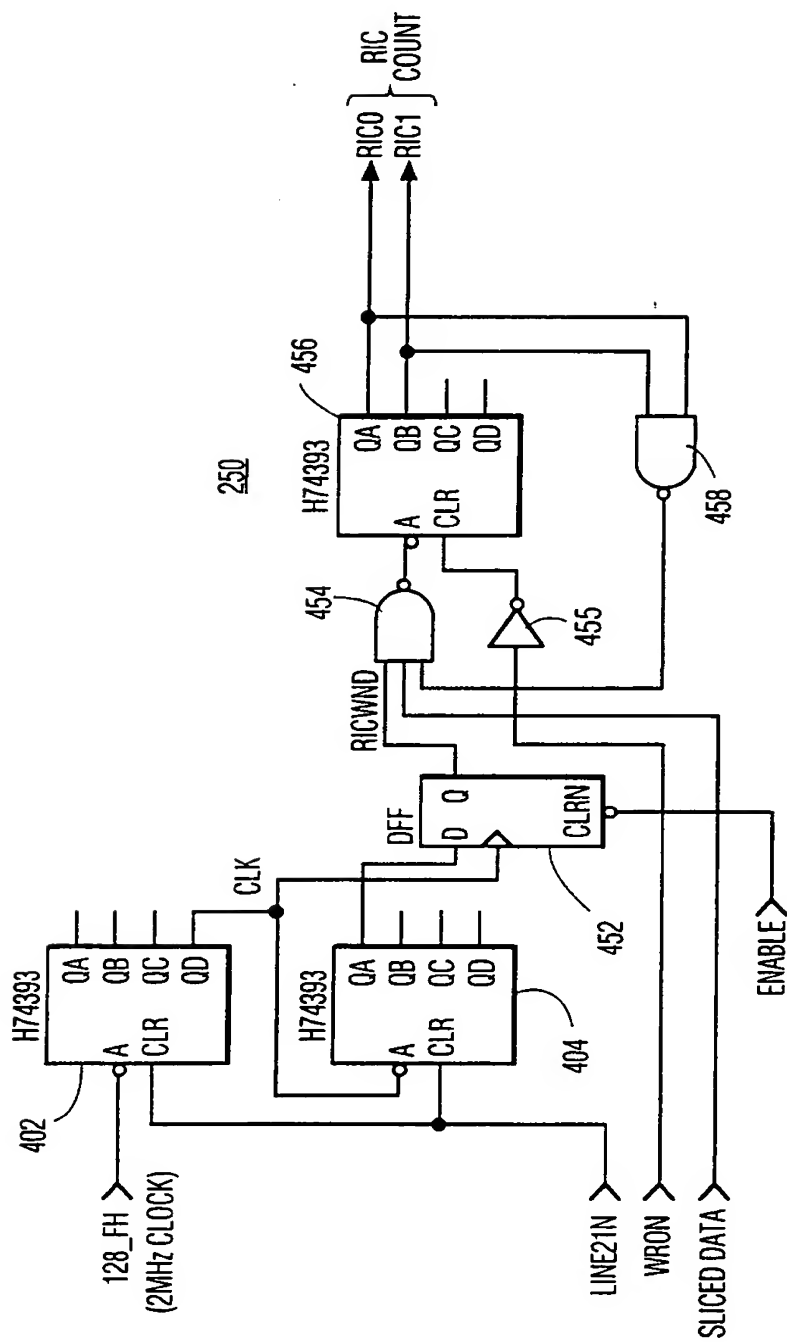 250
H74393
A
CLR
QA
QB
QC
QD
402
128_FH
(2MHz CLOCK)
CLK
H74393
A
CLR
QA
QB
QC
QD
404
DFF
D
Q
CLRN
452
RICWND
454
455
H74393
A
CLR
QA
QB
QC
QD
456
458
RIC0
RIC1
RIC
COUNT
LINE21N
WRON
SLICED DATA
ENABLE